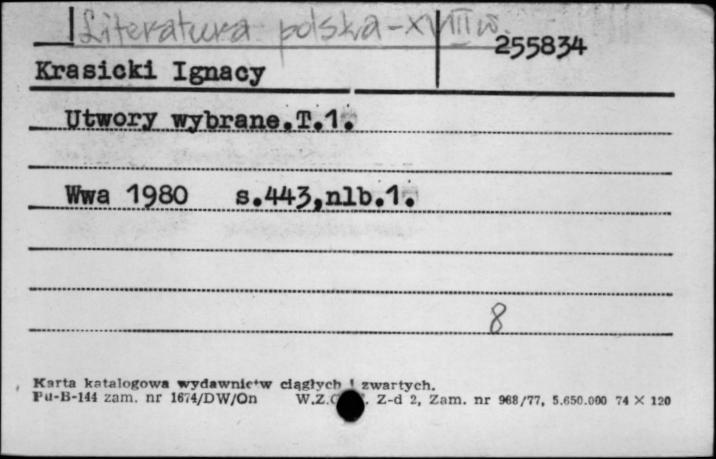 Literatura polska - XVIII w.
255834
Krasicki Ignacy
Utwory wybrane.T.1.
Wwa 1980 s.443,nlb.1.
8
Karta katalogowa wydawnictw ciągłych i zwartych.
Pu-B-144 zam. nr 1674/DW/On W.Z. Z-d 2, Zam. nr 968/77, 5.650.000 74 X 120